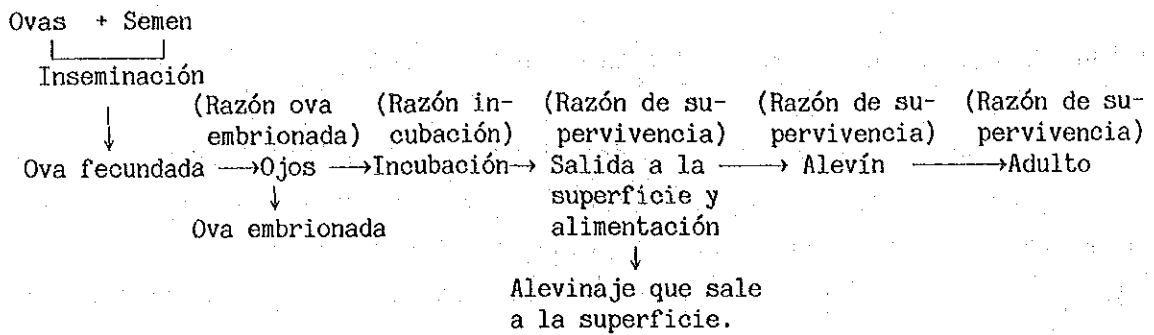 Ovas + Semen
Inseminación
(Razón ova (Razón in- (Razón de su- (Razón de su- (Razón de su-
embrionada) cubación) pervivencia) pervivencia) pervivencia)
Ova fecundada →Ojos →Incubación→ Salida a la → Alevín →Adulto
superficie y
Ova embrionada alimentación
Alevinaje que sale
a la superficie.